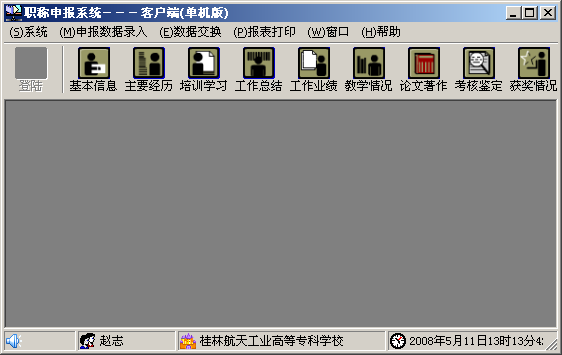 职称申报系统－－－客户端(单机版)
(S)系统 (M)申报数据录入 (E)数据交换 (P)报表打印 (W)窗口 (H)帮助
登陆 基本信息 主要经历 培训学习 工作总结 工作业绩 教学情况 论文著作 考核鉴定 获奖情况
赵志 桂林航天工业高等专科学校 2008年5月11日13时13分4